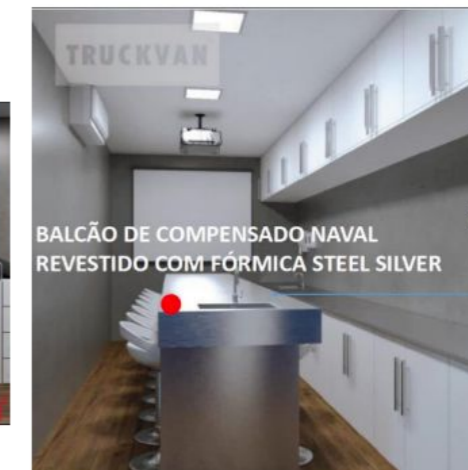 TRUCKVAN
BALCÃO DE COMPENSADO NAVAL
REVESTIDO COM FÓRMICA STEEL SILVER